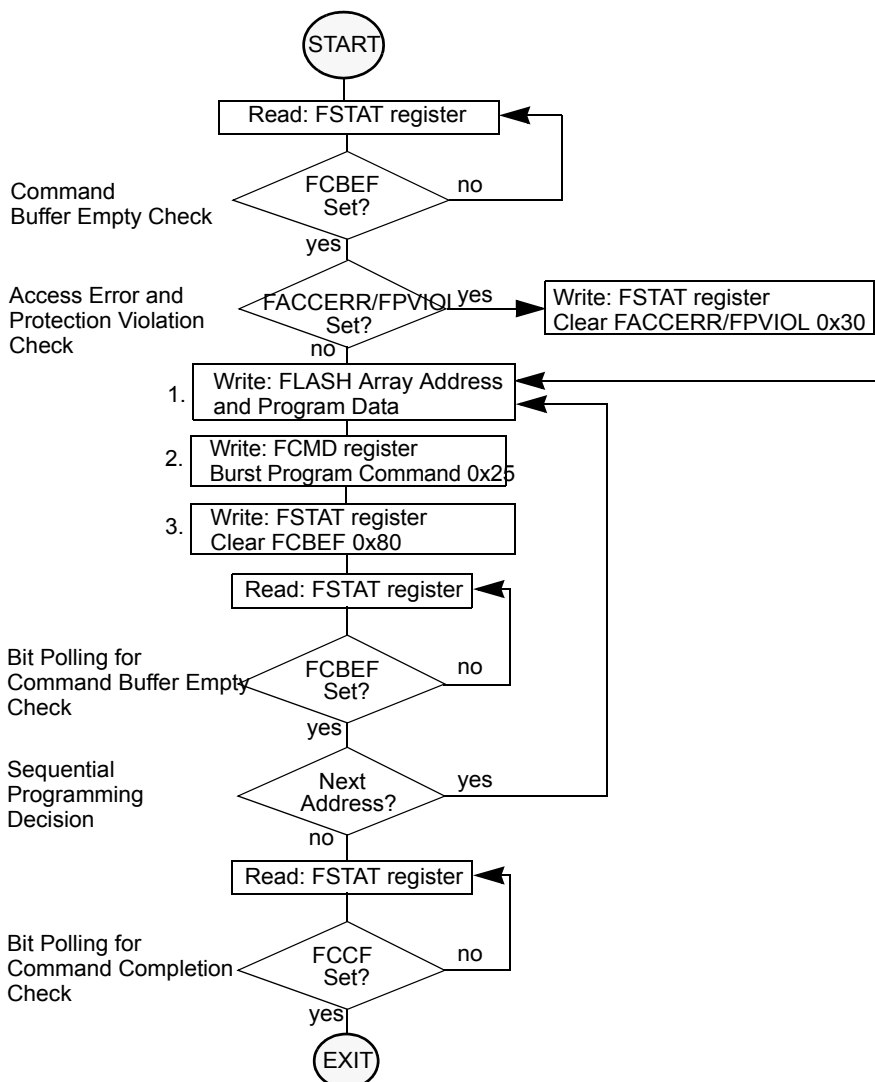 START
Read: FSTAT register
Command
Buffer Empty Check
FCBEF
Set?
no
yes
Access Error and
Protection Violation
Check
FACCERR/FPVIOL
Set?
yes
no
Write: FSTAT register
Clear FACCERR/FPVIOL 0x30
1.
Write: FLASH Array Address
and Program Data
2.
Write: FCMD register
Burst Program Command 0x25
3.
Write: FSTAT register
Clear FCBEF 0x80
Read: FSTAT register
Bit Polling for
Command Buffer Empty
Check
FCBEF
Set?
no
yes
Sequential
Programming
Decision
Next
Address?
yes
no
Read: FSTAT register
Bit Polling for
Command Completion
Check
FCCF
Set?
no
yes
EXIT